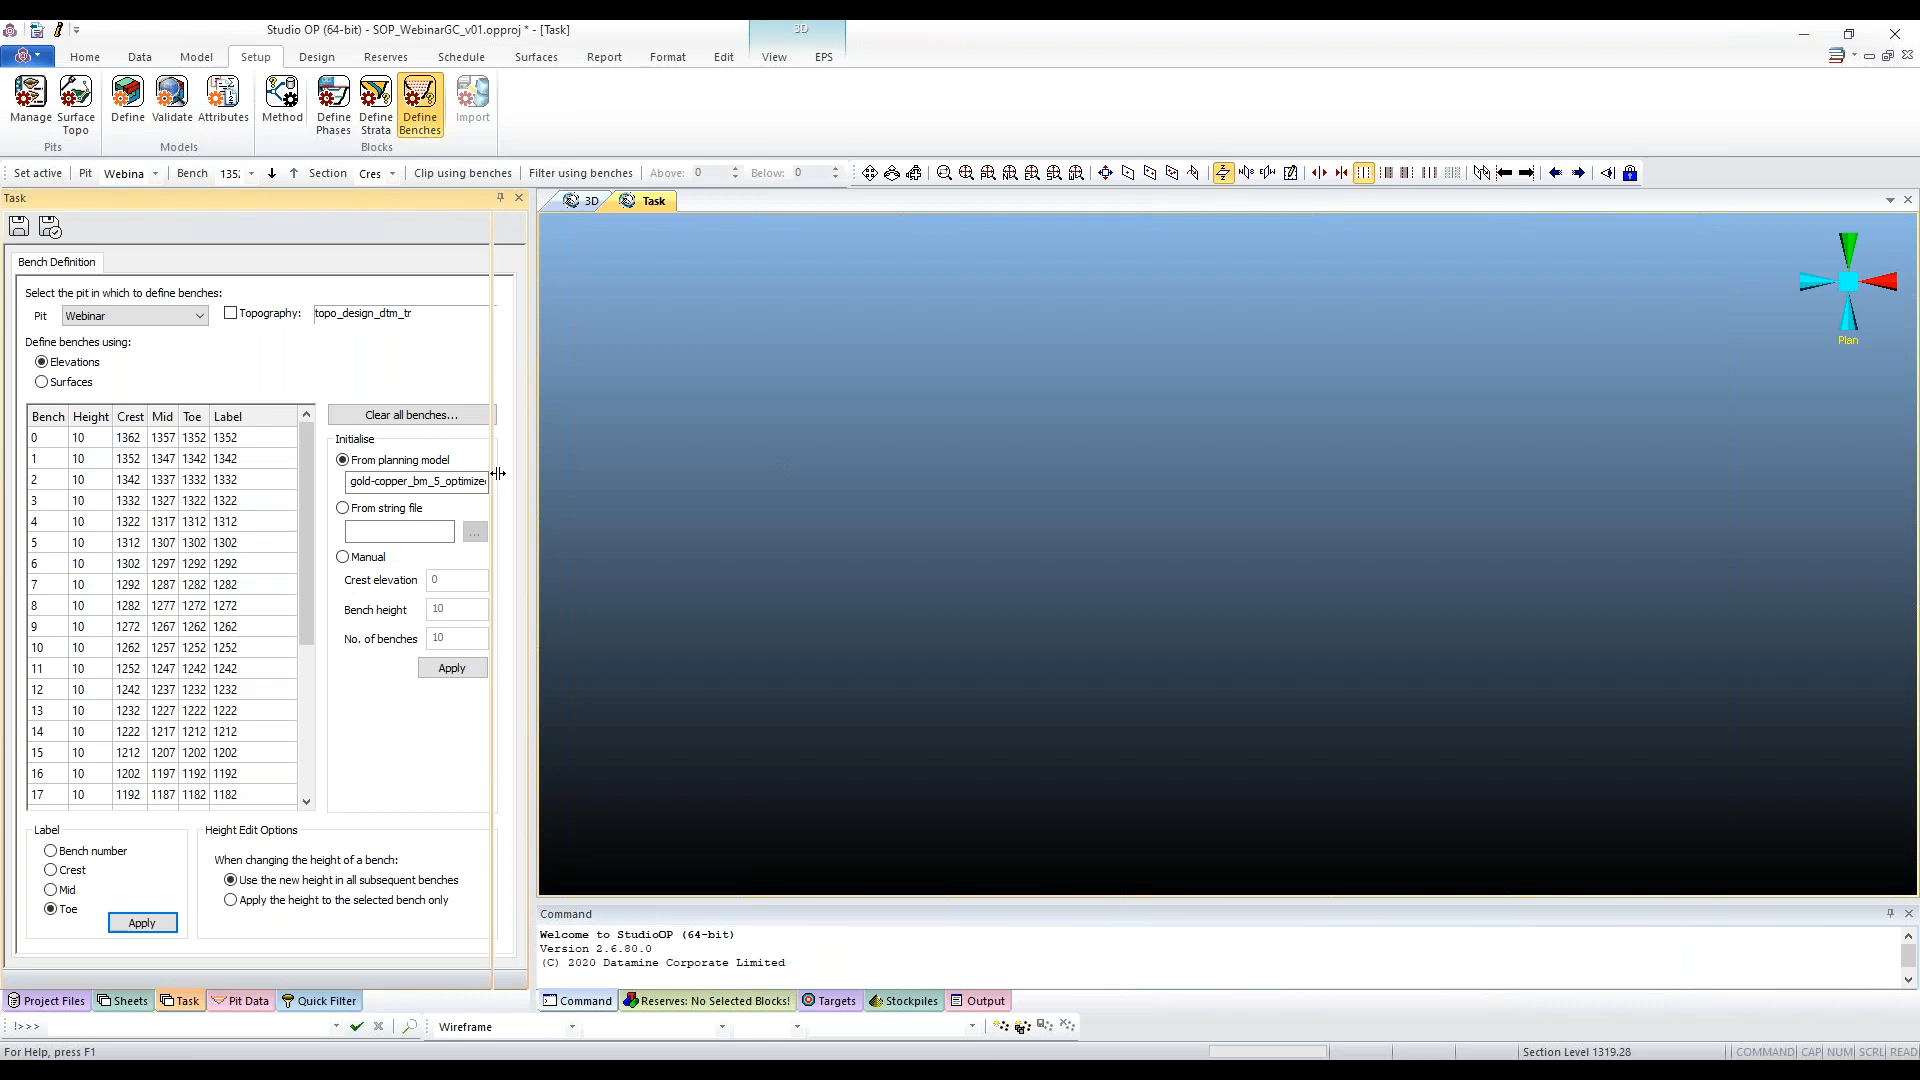 Studio OP (64-bit) - SOP_WebinarGC_v01.opproj * - [Task]
3D
Home Data Model Setup Design Reserves Schedule Surfaces Report Format Edit View EPS
Manage Surface Topo Define Validate Attributes Method Define Phases Define Strata Define Benches Import
Pits Models Blocks
Set active Pit Webina Bench 135 Section Cres Clip using benches Filter using benches Above: 0 Below: 0
Task
3D Task
Bench Definition
Select the pit in which to define benches:
Pit Webinar Topography: topo_design_dtm_tr
Define benches using:
Elevations
Surfaces
Plan
Bench Height Crest Mid Toe Label
0 10 1362 1357 1352 1352
1 10 1352 1347 1342 1342
2 10 1342 1337 1332 1332
3 10 1332 1327 1322 1322
4 10 1322 1317 1312 1312
5 10 1312 1307 1302 1302
6 10 1302 1297 1292 1292
7 10 1292 1287 1282 1282
8 10 1282 1277 1272 1272
9 10 1272 1267 1262 1262
10 10 1262 1257 1252 1252
11 10 1252 1247 1242 1242
12 10 1242 1237 1232 1232
13 10 1232 1227 1222 1222
14 10 1222 1217 1212 1212
15 10 1212 1207 1202 1202
16 10 1202 1197 1192 1192
17 10 1192 1187 1182 1182
Clear all benches...
Initialise
From planning model
gold-copper_bm_5_optimize
From string file
...
Manual
Crest elevation 0
Bench height 10
No. of benches 10
Apply
Label
Bench number
Crest
Mid
Toe
Apply
Height Edit Options
When changing the height of a bench:
Use the new height in all subsequent benches
Apply the height to the selected bench only
Command
Welcome to StudioOP (64-bit)
Version 2.6.80.0
(C) 2020 Datamine Corporate Limited
Project Files Sheets Task Pit Data Quick Filter Command Reserves: No Selected Blocks! Targets Stockpiles Output
!>>> Wireframe
For Help, press F1 Section Level 1319.28 COMMAND CAP NUM SCRL READ